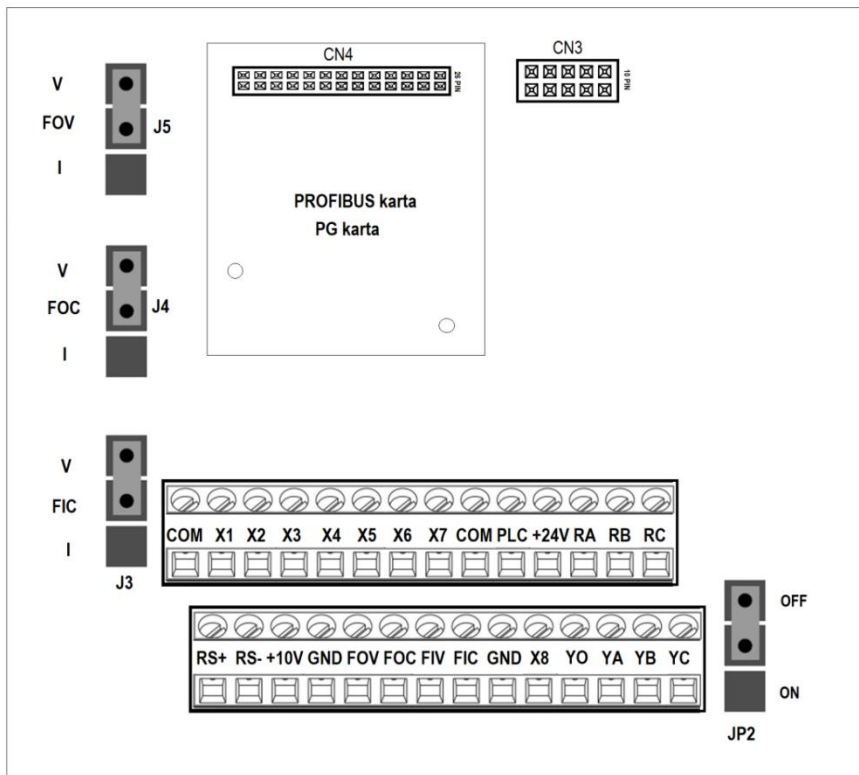 CN4
CN3
26 PIN
10 PIN
V
FOV
J5
I
PROFIBUS karta
PG karta
V
FOC
J4
I
V
FIC
I
J3
COM X1 X2 X3 X4 X5 X6 X7 COM PLC +24V RA RB RC
RS+ RS- +10V GND FOV FOC FIV FIC GND X8 YO YA YB YC
OFF
ON
JP2